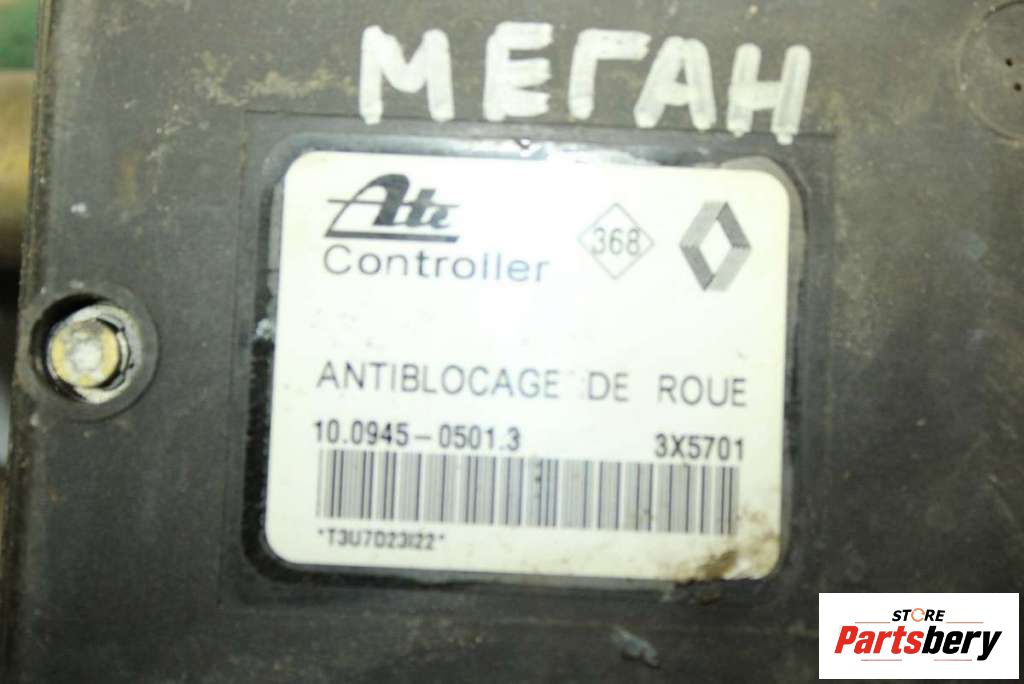 МЕГАН
Ate
368
Controller
ANTIBLOCAGE DE ROUE
10.0945-0501.3 3X5701
*T3U7D23I22*
STORE
Partsbery